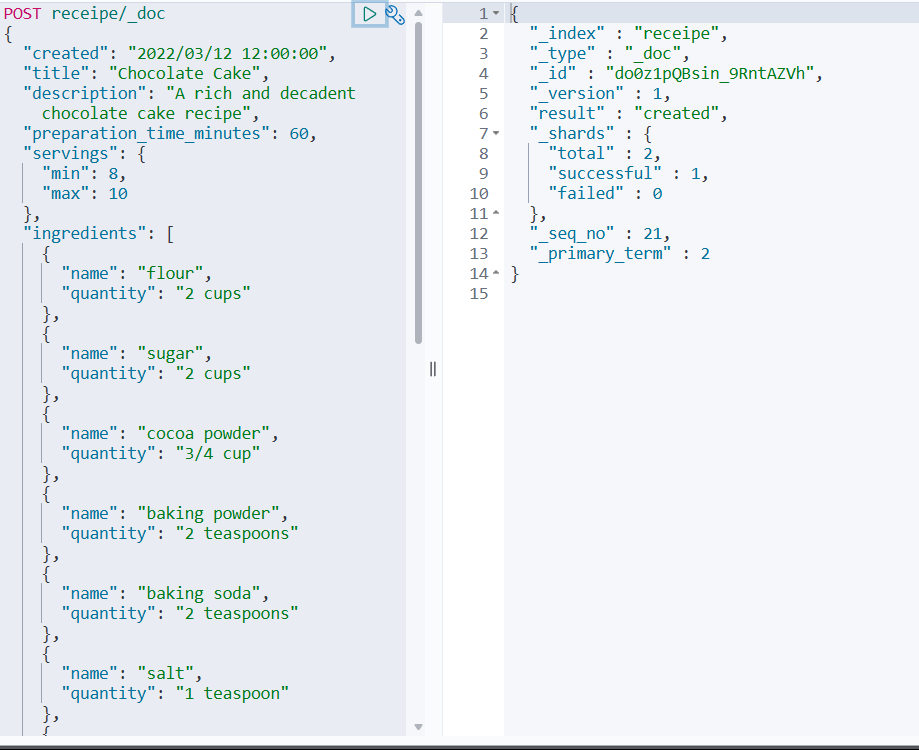 POST receipe/_doc
{
"created": "2022/03/12 12:00:00",
"title": "Chocolate Cake",
"description": "A rich and decadent
chocolate cake recipe",
"preparation_time_minutes": 60,
"servings": {
"min": 8,
"max": 10
},
"ingredients": [
{
"name": "flour",
"quantity": "2 cups"
},
{
"name": "sugar",
"quantity": "2 cups"
},
{
"name": "cocoa powder",
"quantity": "3/4 cup"
},
{
"name": "baking powder",
"quantity": "2 teaspoons"
},
{
"name": "baking soda",
"quantity": "2 teaspoons"
},
{
"name": "salt",
"quantity": "1 teaspoon"
},
{
1 {
2 "_index" : "receipe",
3 "_type" : "_doc",
4 "_id" : "do0z1pQBsin_9RntAZVh",
5 "_version" : 1,
6 "result" : "created",
7 "_shards" : {
8 "total" : 2,
9 "successful" : 1,
10 "failed" : 0
11 },
12 "_seq_no" : 21,
13 "_primary_term" : 2
14 }
15